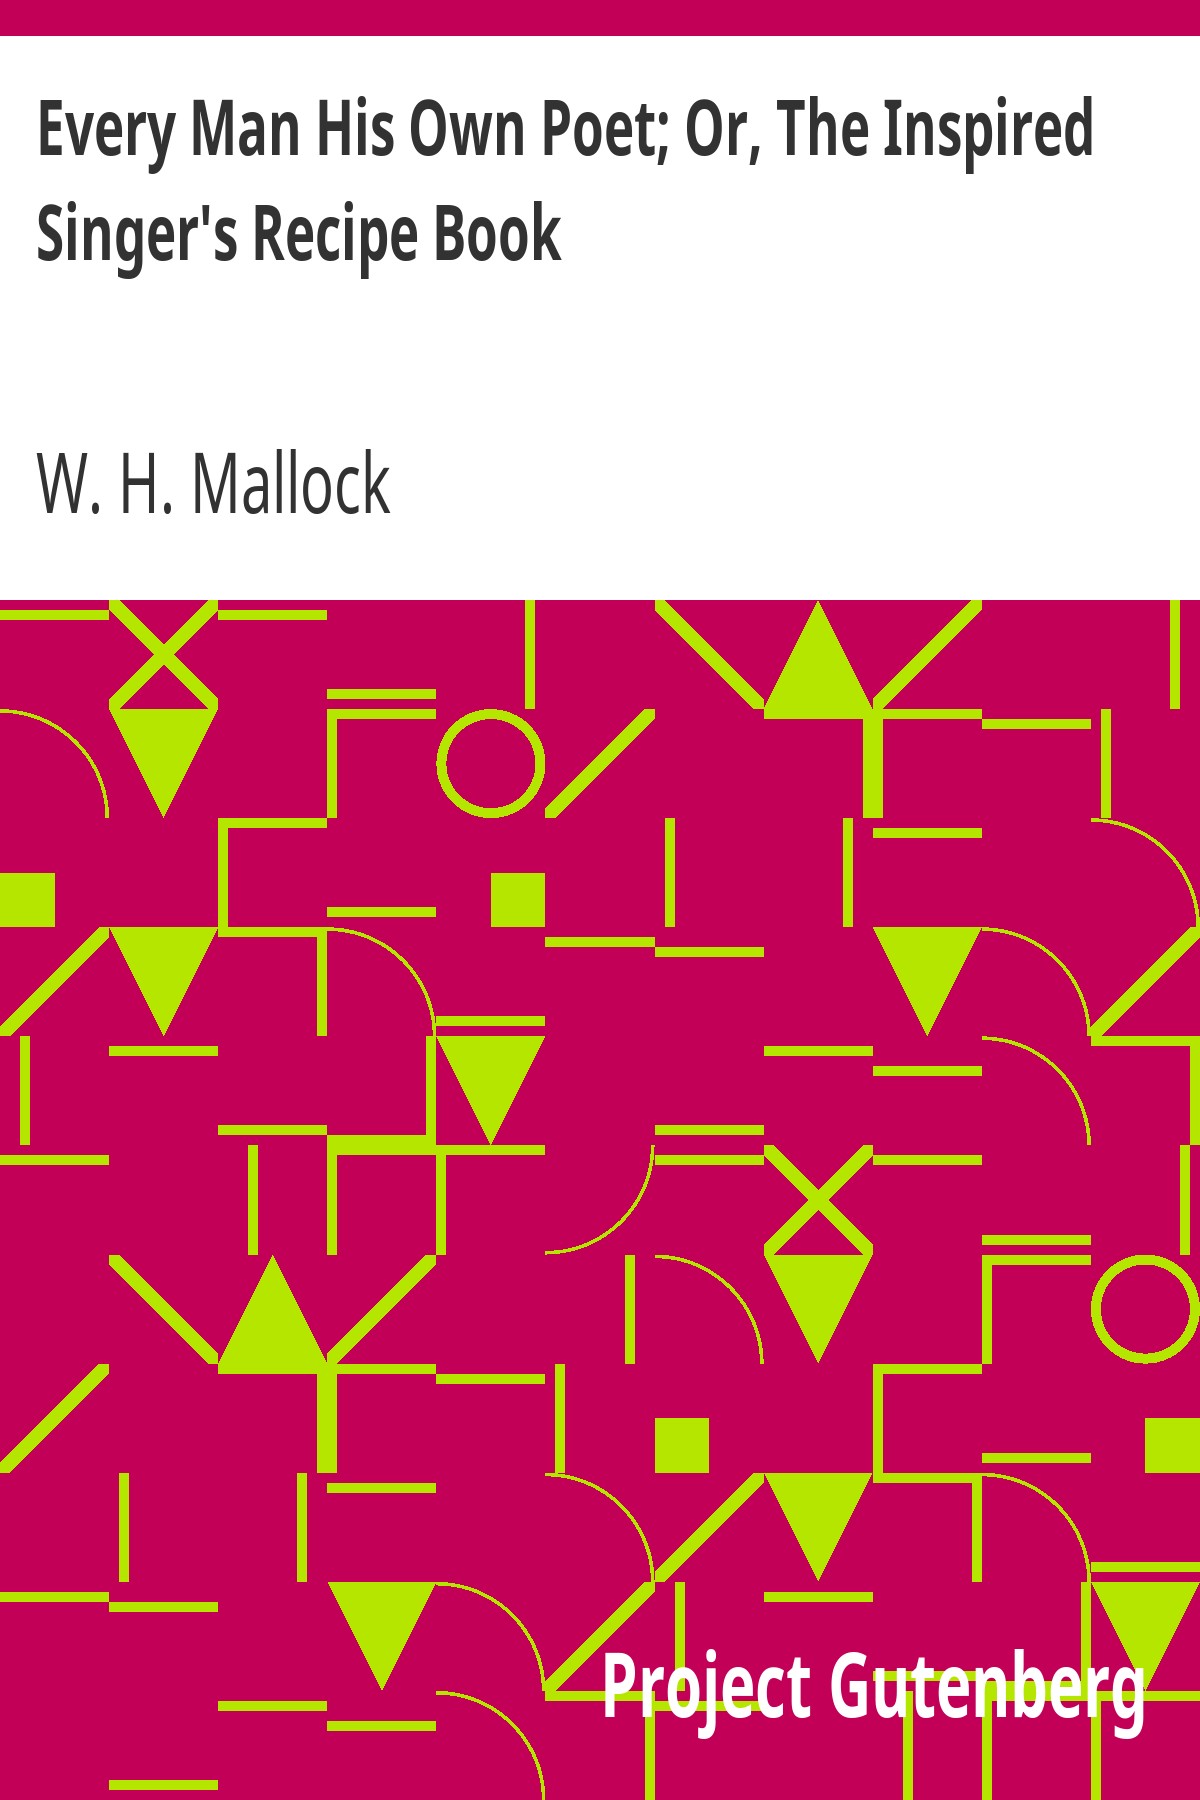 Every Man His Own Poet; Or, The Inspired
Singer's Recipe Book
W. H. Mallock
Project Gutenberg